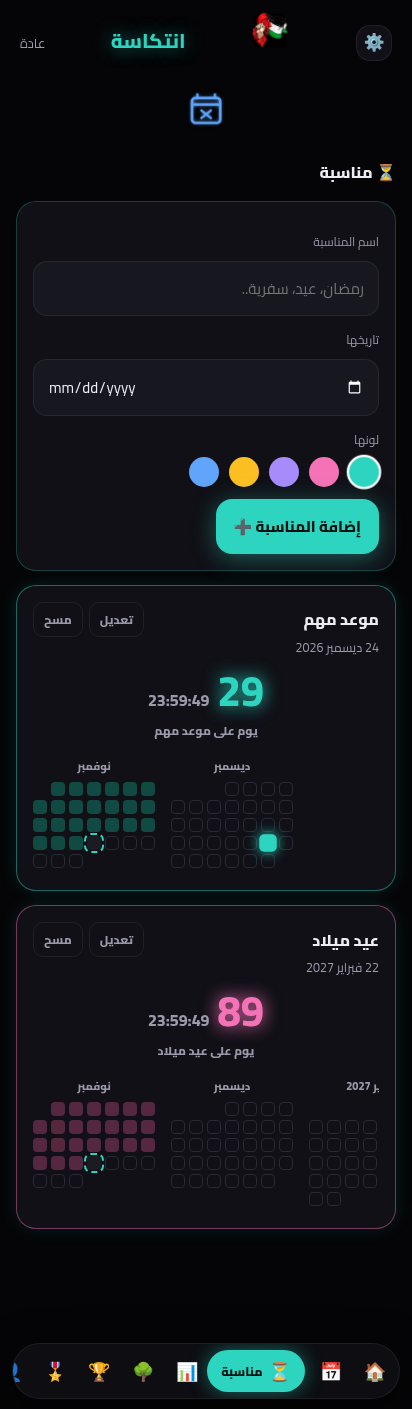 انتكاسة
عادة
⏳ مناسبة
اسم المناسبة
رمضان، عيد، سفرية..
تاريخها
mm/dd/yyyy
لونها
إضافة المناسبة ➕
موعد مهم
تعديل
مسح
24 ديسمبر 2026
29 23:59:49
يوم على موعد مهم
ديسمبر
نوفمبر
عيد ميلاد
تعديل
مسح
22 فبراير 2027
89 23:59:49
يوم على عيد ميلاد
ر 2027
ديسمبر
نوفمبر
⏳ مناسبة